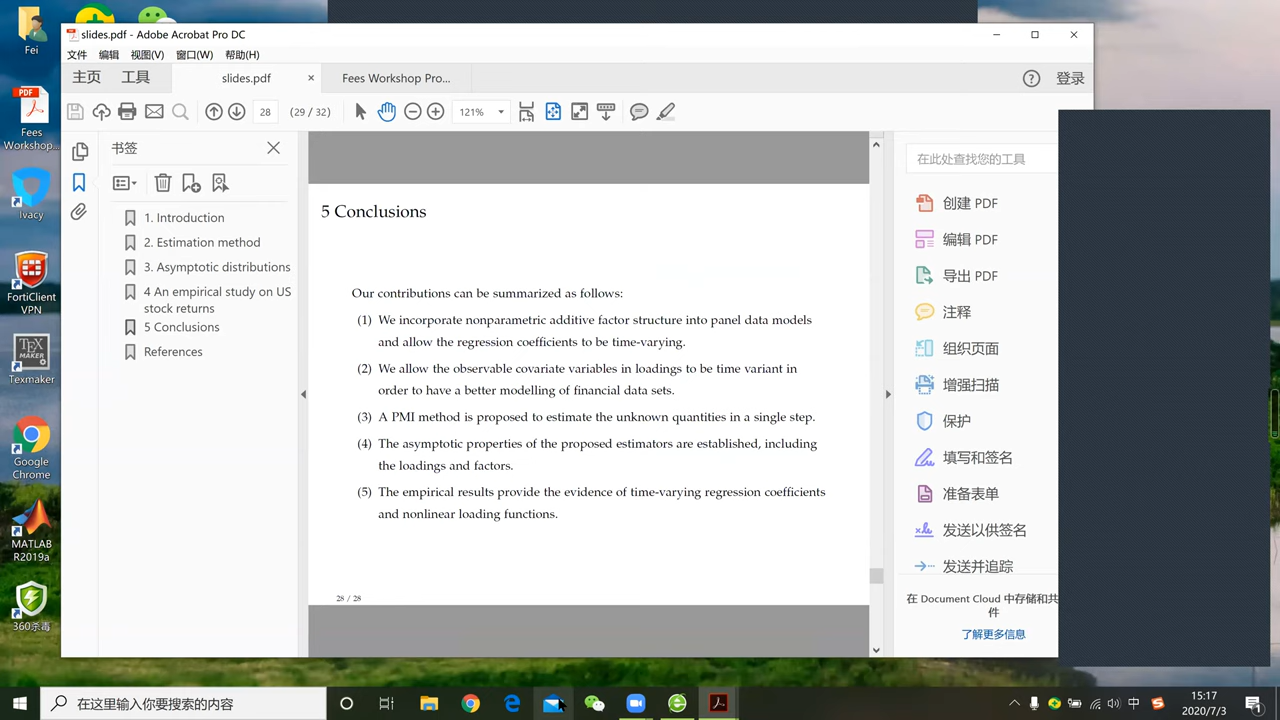 Fei
slides.pdf - Adobe Acrobat Pro DC
文件 编辑 视图(V) 窗口(W) 帮助(H)
主页 工具 slides.pdf × Fees Workshop Pro... ? 登录
28 (29 / 32) 121%
PDF
Fees
Workshop...
Ivacy
FortiClient
VPN
TEX
MAKER
Texmaker
Google
Chrome
MATLAB
R2019a
360杀毒
书签
1. Introduction
2. Estimation method
3. Asymptotic distributions
4 An empirical study on US
stock returns
5 Conclusions
References
5 Conclusions
Our contributions can be summarized as follows:
(1) We incorporate nonparametric additive factor structure into panel data models
and allow the regression coefficients to be time-varying.
(2) We allow the observable covariate variables in loadings to be time variant in
order to have a better modelling of financial data sets.
(3) A PMI method is proposed to estimate the unknown quantities in a single step.
(4) The asymptotic properties of the proposed estimators are established, including
the loadings and factors.
(5) The empirical results provide the evidence of time-varying regression coefficients
and nonlinear loading functions.
28 / 28
在此处查找您的工具
创建 PDF
编辑 PDF
导出 PDF
注释
组织页面
增强扫描
保护
填写和签名
准备表单
发送以供签名
发送并追踪
在 Document Cloud 中存储和共
件
了解更多信息
在这里输入你要搜索的内容
中
15:17
2020/7/3
1